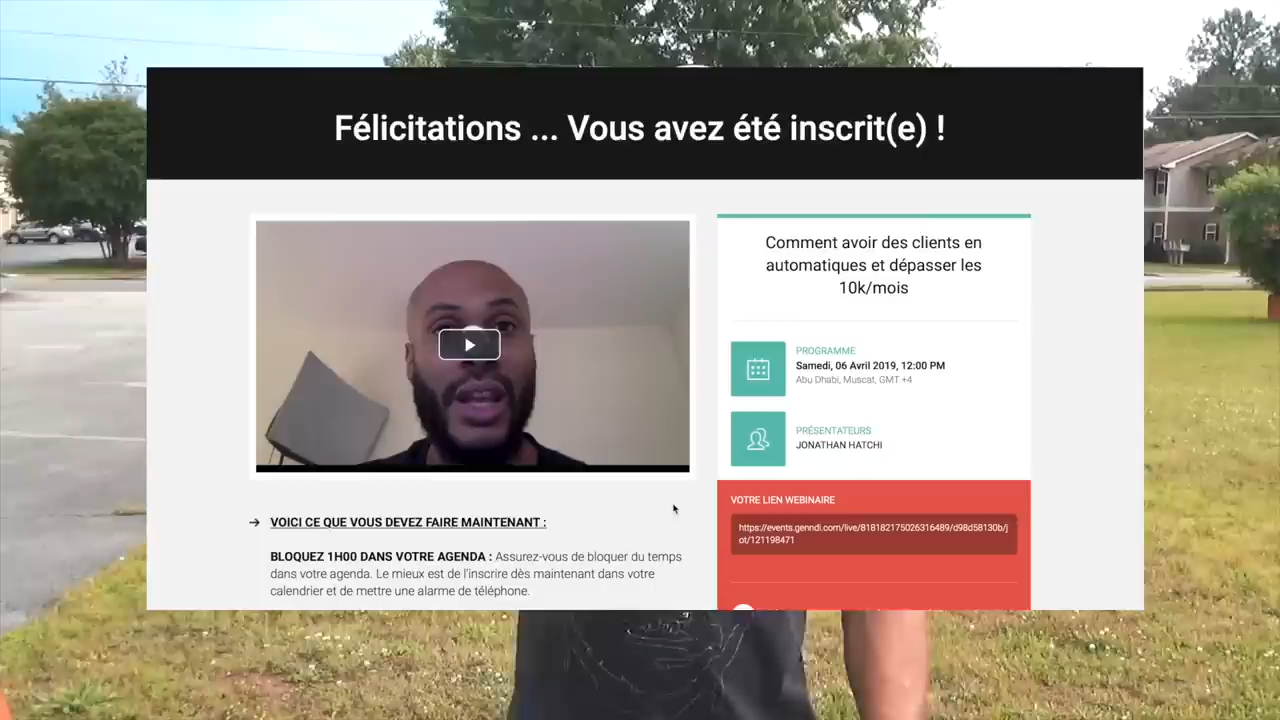 Félicitations ... Vous avez été inscrit(e) !
Comment avoir des clients en
automatiques et dépasser les
10k/mois
PROGRAMME
Samedi, 06 Avril 2019, 12:00 PM
Abu Dhabi, Muscat, GMT +4
PRÉSENTATEURS
JONATHAN HATCHI
VOTRE LIEN WEBINAIRE
https://events.genndi.com/live/818182175026316489/d98d58130b/j
ot/121198471
→ VOICI CE QUE VOUS DEVEZ FAIRE MAINTENANT :
BLOQUEZ 1H00 DANS VOTRE AGENDA : Assurez-vous de bloquer du temps
dans votre agenda. Le mieux est de l'inscrire dès maintenant dans votre
calendrier et de mettre une alarme de téléphone.